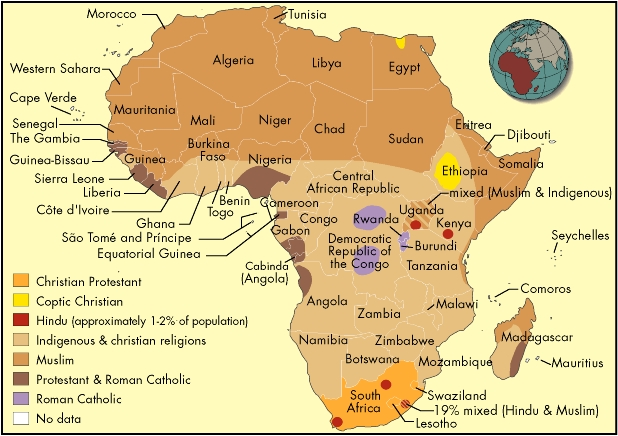 Morocco
Tunisia
Algeria
Libya
Egypt
Western Sahara
Cape Verde
Mauritania
Mali
Niger
Chad
Sudan
Eritrea
Djibouti
Senegal
The Gambia
Guinea-Bissau
Guinea
Burkina
Faso
Nigeria
Ethiopia
Somalia
Sierra Leone
Liberia
Côte d'Ivoire
Ghana
Togo
Benin
Cameroon
Central
African Republic
mixed (Muslim & Indigenous)
São Tomé and Príncipe
Equatorial Guinea
Gabon
Congo
Rwanda
Uganda
Kenya
Burundi
Democratic
Republic of
the Congo
Seychelles
Cabinda
(Angola)
Tanzania
Comoros
Angola
Zambia
Malawi
Madagascar
Namibia
Zimbabwe
Botswana
Mozambique
Mauritius
South
Africa
Swaziland
19% mixed (Hindu & Muslim)
Lesotho
Christian Protestant
Coptic Christian
Hindu (approximately 1-2% of population)
Indigenous & christian religions
Muslim
Protestant & Roman Catholic
Roman Catholic
No data